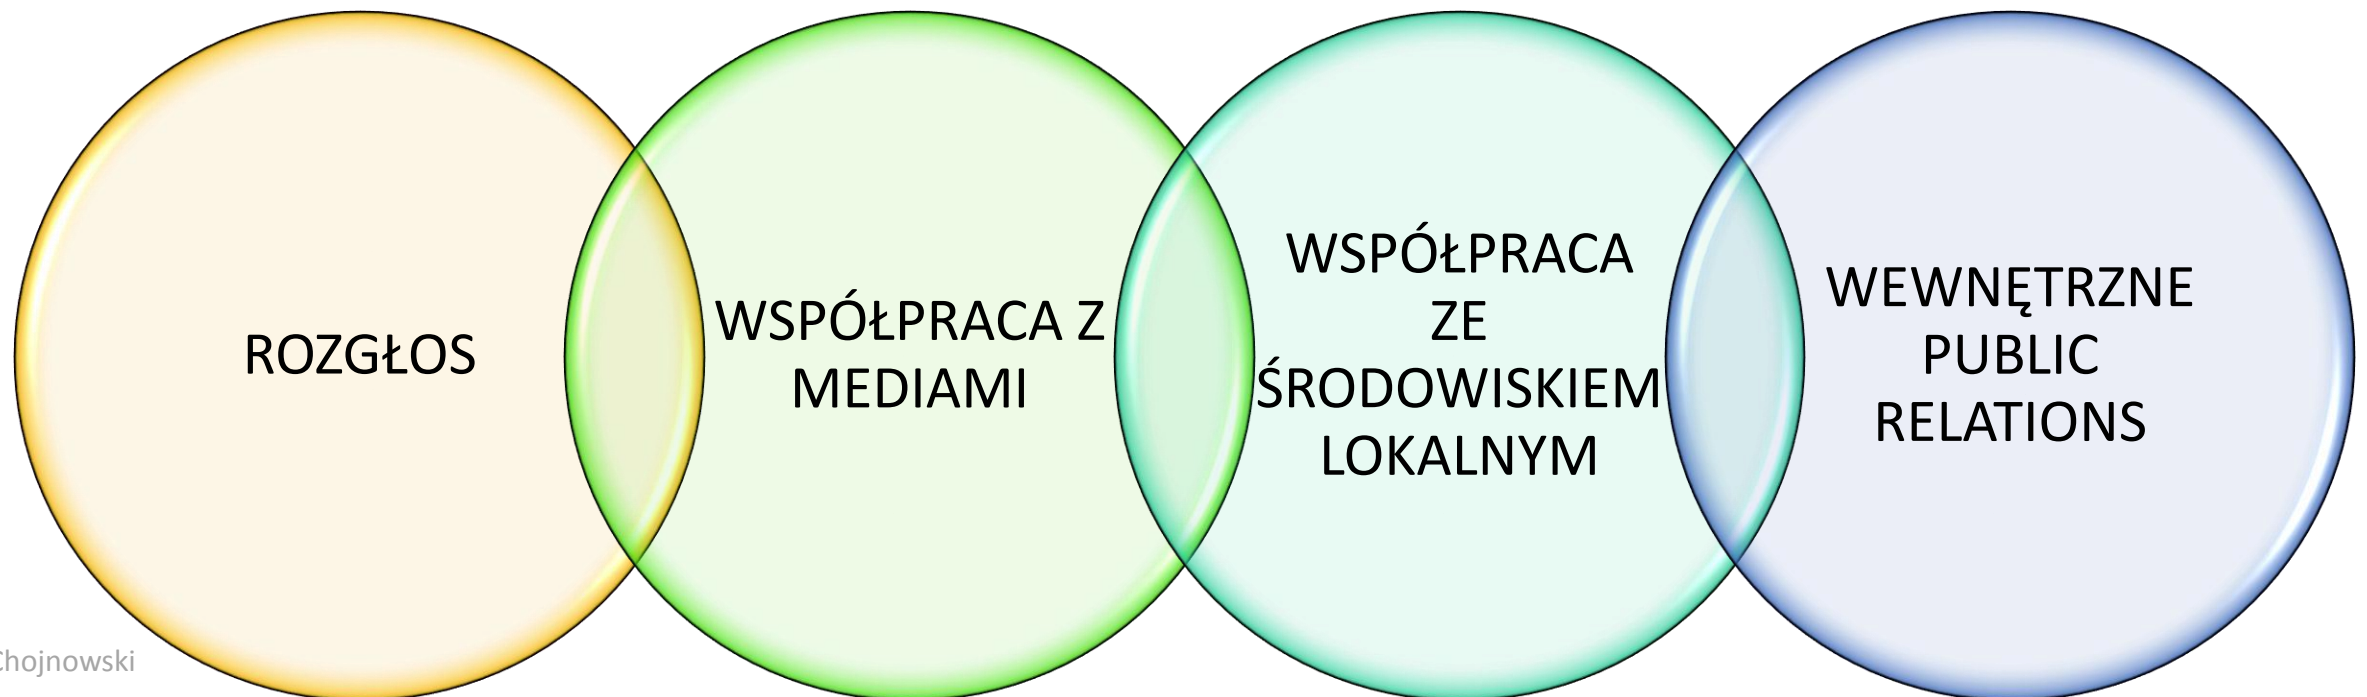 ROZGŁOS
WSPÓŁPRACA Z
MEDIAMI
WSPÓŁPRACA
ZE
ŚRODOWISKIEM
LOKALNYM
WEWNĘTRZNE
PUBLIC
RELATIONS
Chojnowski